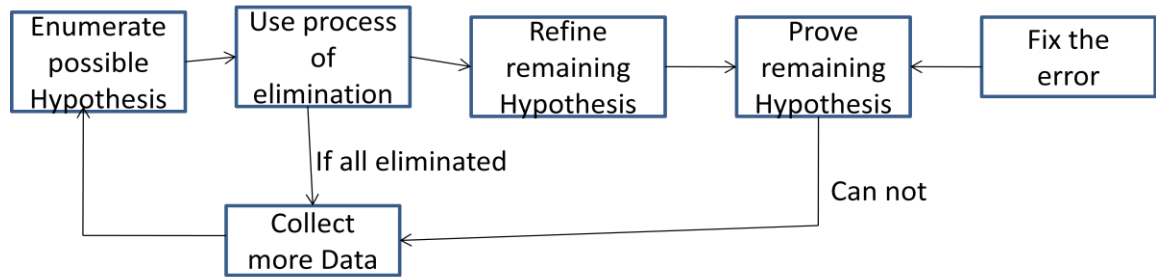 Enumerate
possible
Hypothesis
Use process
of
elimination
Refine
remaining
Hypothesis
Prove
remaining
Hypothesis
Fix the
error
If all eliminated
Can not
Collect
more Data